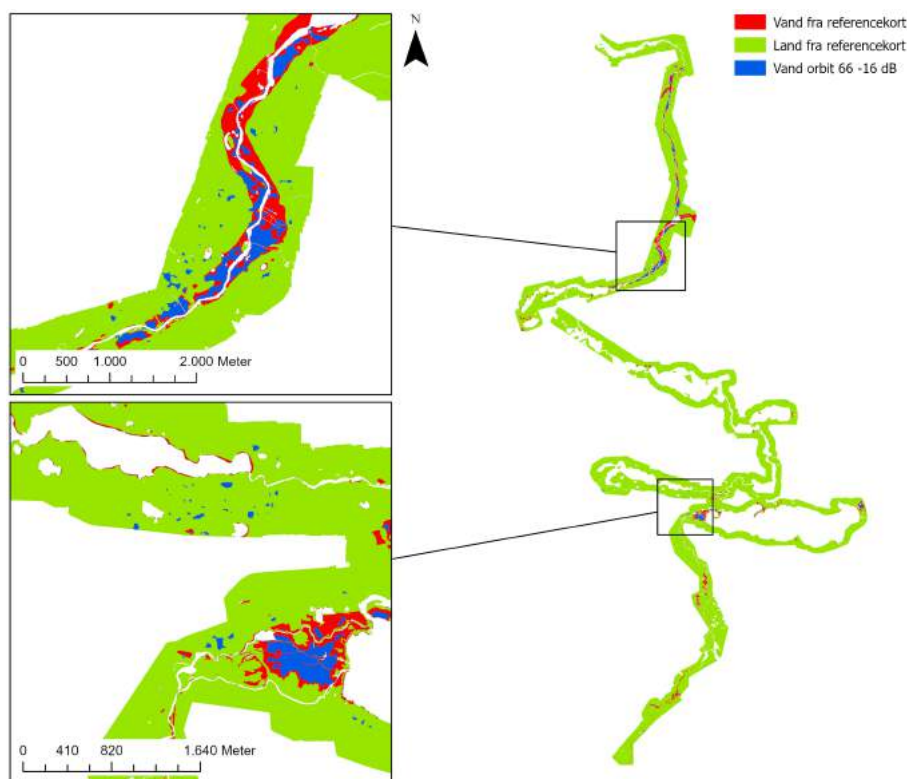 N
Vand fra referencekort
Land fra referencekort
Vand orbit 66 -16 dB
0 500 1.000 2.000 Meter
0 410 820 1.640 Meter